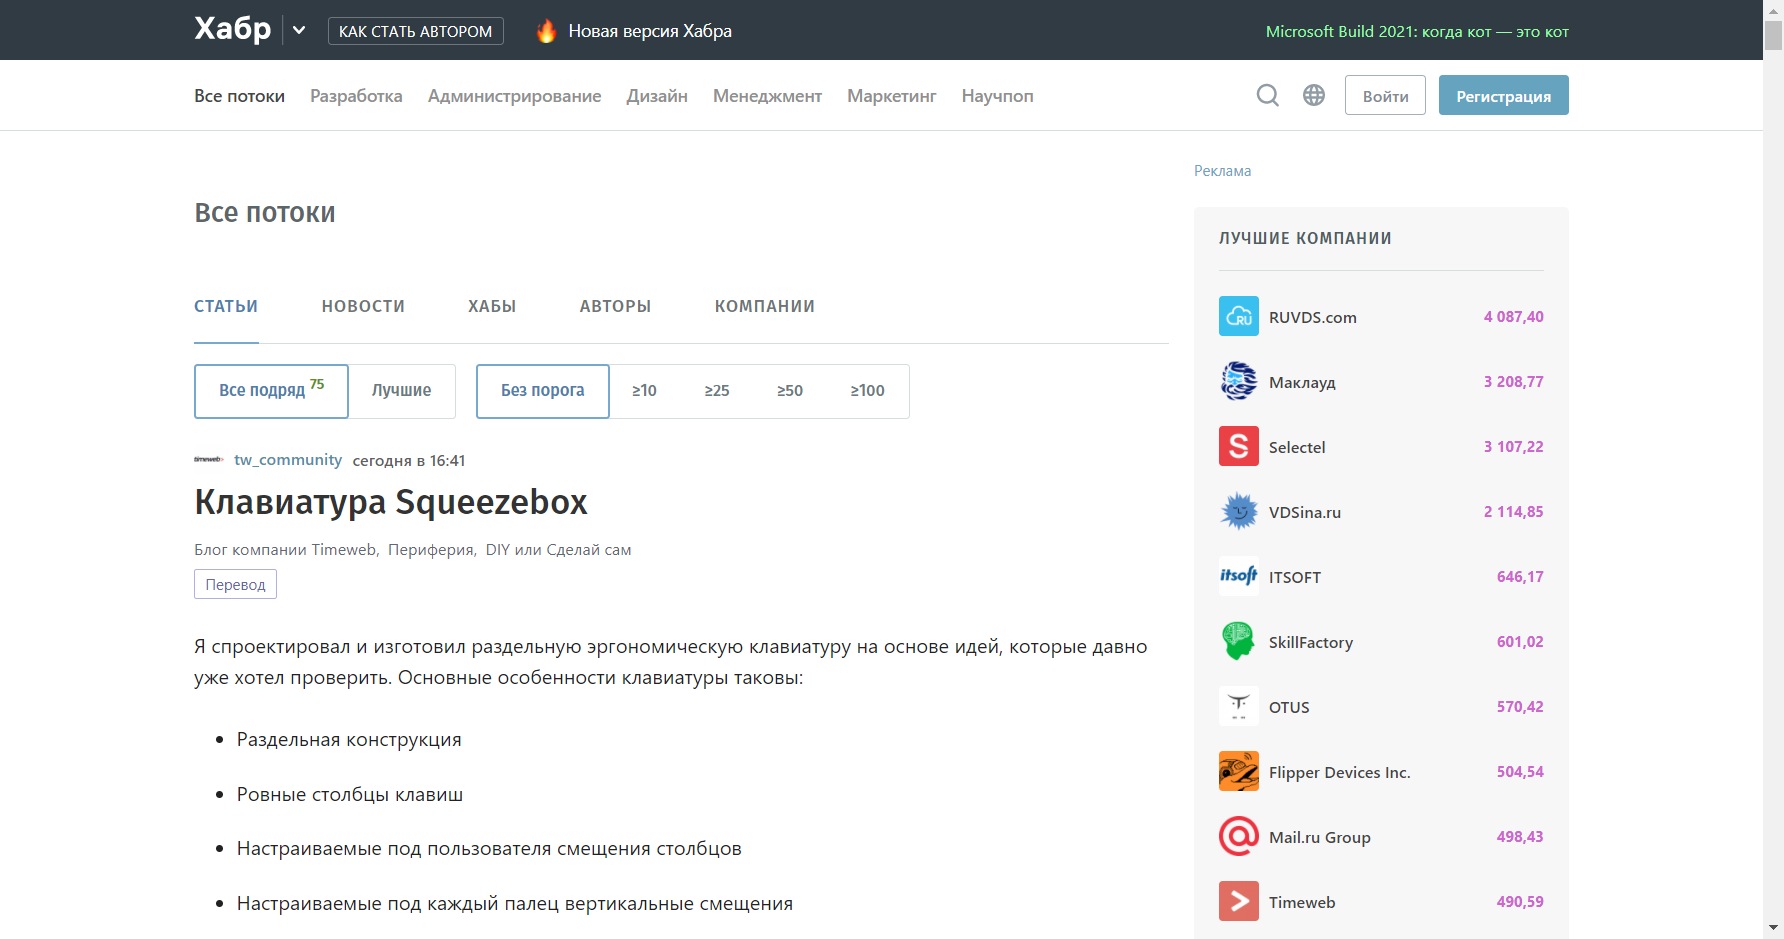 Хабр
КАК СТАТЬ АВТОРОМ
Новая версия Хабра
Microsoft Build 2021: когда кот — это кот
Все потоки Разработка Администрирование Дизайн Менеджмент Маркетинг Научпоп
Войти
Регистрация
Реклама
Все потоки
СТАТЬИ НОВОСТИ ХАБЫ АВТОРЫ КОМПАНИИ
Все подряд 75 Лучшие Без порога ≥10 ≥25 ≥50 ≥100
timeweb tw_community сегодня в 16:41
Клавиатура Squeezebox
Блог компании Timeweb, Периферия, DIY или Сделай сам
Перевод
Я спроектировал и изготовил раздельную эргономическую клавиатуру на основе идей, которые давно
уже хотел проверить. Основные особенности клавиатуры таковы:
• Раздельная конструкция
• Ровные столбцы клавиш
• Настраиваемые под пользователя смещения столбцов
• Настраиваемые под каждый палец вертикальные смещения
ЛУЧШИЕ КОМПАНИИ
RU RUVDS.com 4 087,40
Маклауд 3 208,77
S Selectel 3 107,22
VDSina.ru 2 114,85
itsoft ITSOFT 646,17
SkillFactory 601,02
OTUS 570,42
Flipper Devices Inc. 504,54
Mail.ru Group 498,43
Timeweb 490,59